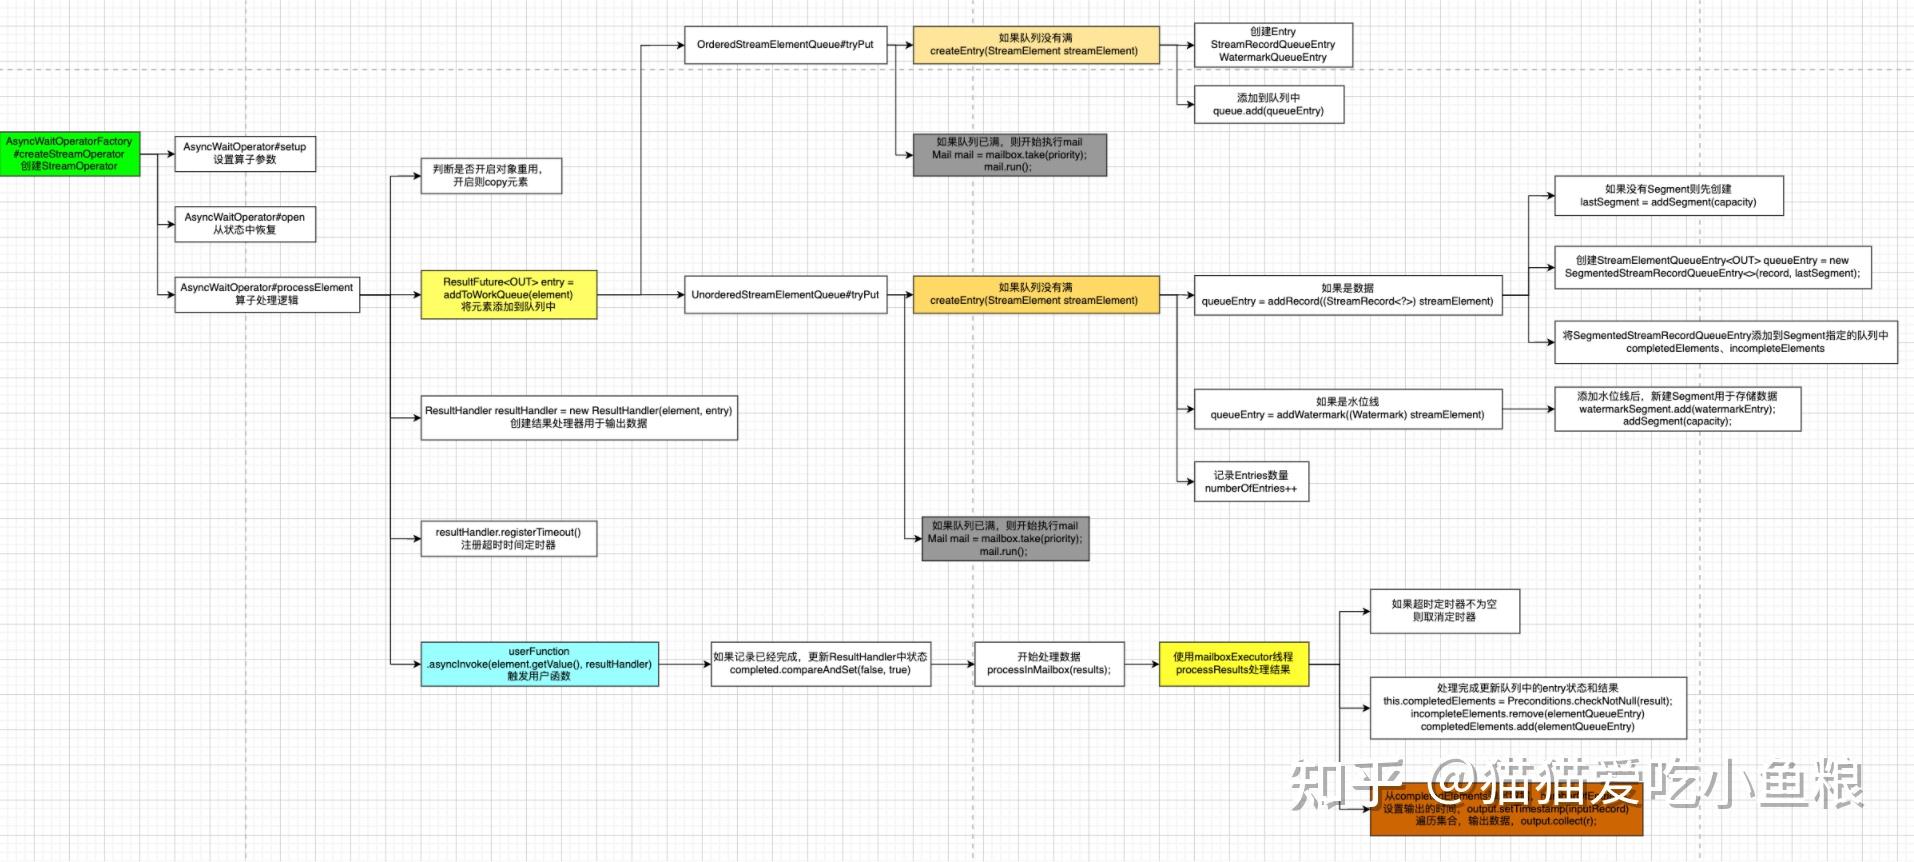 OrderedStreamElementQueue#tryPut
如果队列没有满
createEntry(StreamElement streamElement)
创建Entry
StreamRecordQueueEntry
WatermarkQueueEntry
添加到队列中
queue.add(queueEntry)
如果队列已满，则开始执行mail
Mail mail = mailbox.take(priority);
mail.run();
AsyncWaitOperatorFactory
#createStreamOperator
创建StreamOperator
AsyncWaitOperator#setup
设置算子参数
AsyncWaitOperator#open
从状态中恢复
AsyncWaitOperator#processElement
算子处理逻辑
判断是否开启对象重用，
开启则copy元素
ResultFuture<OUT> entry =
addToWorkQueue(element)
将元素添加到队列中
UnorderedStreamElementQueue#tryPut
如果队列没有满
createEntry(StreamElement streamElement)
如果是数据
queueEntry = addRecord((StreamRecord<?>) streamElement)
如果没有Segment则先创建
lastSegment = addSegment(capacity)
创建StreamElementQueueEntry<OUT> queueEntry = new
SegmentedStreamRecordQueueEntry<>(record, lastSegment);
将SegmentedStreamRecordQueueEntry添加到Segment指定的队列中
completedElements、incompleteElements
如果是水位线
queueEntry = addWatermark((Watermark) streamElement)
添加水位线后，新建Segment用于存储数据
watermarkSegment.add(watermarkEntry);
addSegment(capacity);
记录Entries数量
numberOfEntries++
如果队列已满，则开始执行mail
Mail mail = mailbox.take(priority);
mail.run();
ResultHandler resultHandler = new ResultHandler(element, entry)
创建结果处理器用于输出数据
resultHandler.registerTimeout()
注册超时时间定时器
userFunction
.asyncInvoke(element.getValue(), resultHandler)
触发用户函数
如果记录已经完成，更新ResultHandler中状态
completed.compareAndSet(false, true)
开始处理数据
processInMailbox(results);
使用mailboxExecutor线程
processResults处理结果
如果超时定时器不为空
则取消定时器
处理完成更新队列中的entry状态和结果
this.completedElements = Preconditions.checkNotNull(result);
incompleteElements.remove(elementQueueEntry)
completedElements.add(elementQueueEntry)
从completedElements
设置输出的时间，output.setTimestamp(inputRecord)
遍历集合，输出数据，output.collect(r);
知乎 @猫猫爱吃小鱼粮